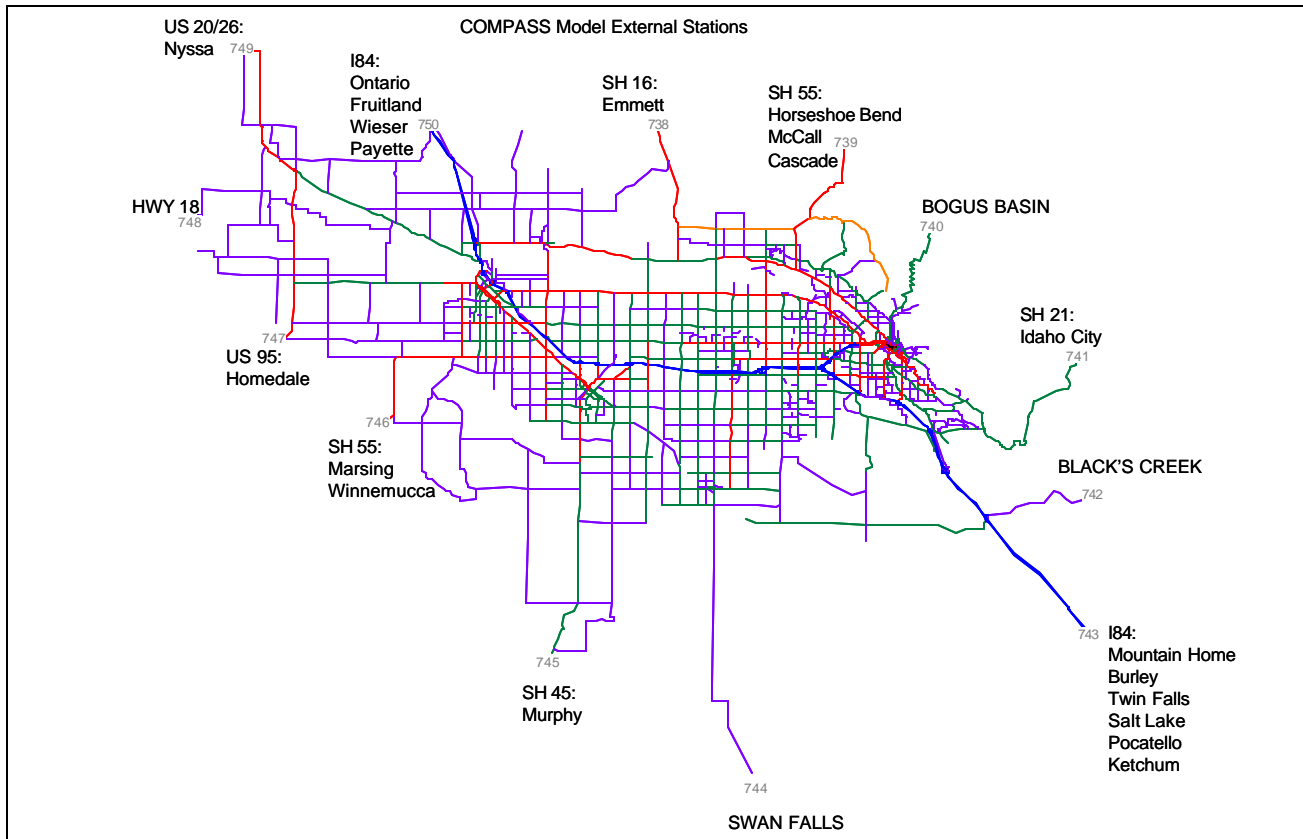 COMPASS Model External Stations
US 20/26:
Nyssa
749
I84:
Ontario
Fruitland
Wieser
Payette
750
SH 16:
Emmett
738
SH 55:
Horseshoe Bend
McCall
Cascade
739
HWY 18
748
BOGUS BASIN
740
SH 21:
Idaho City
741
747
US 95:
Homedale
746
SH 55:
Marsing
Winnemucca
BLACK'S CREEK
742
743
I84:
Mountain Home
Burley
Twin Falls
Salt Lake
Pocatello
Ketchum
745
SH 45:
Murphy
744
SWAN FALLS